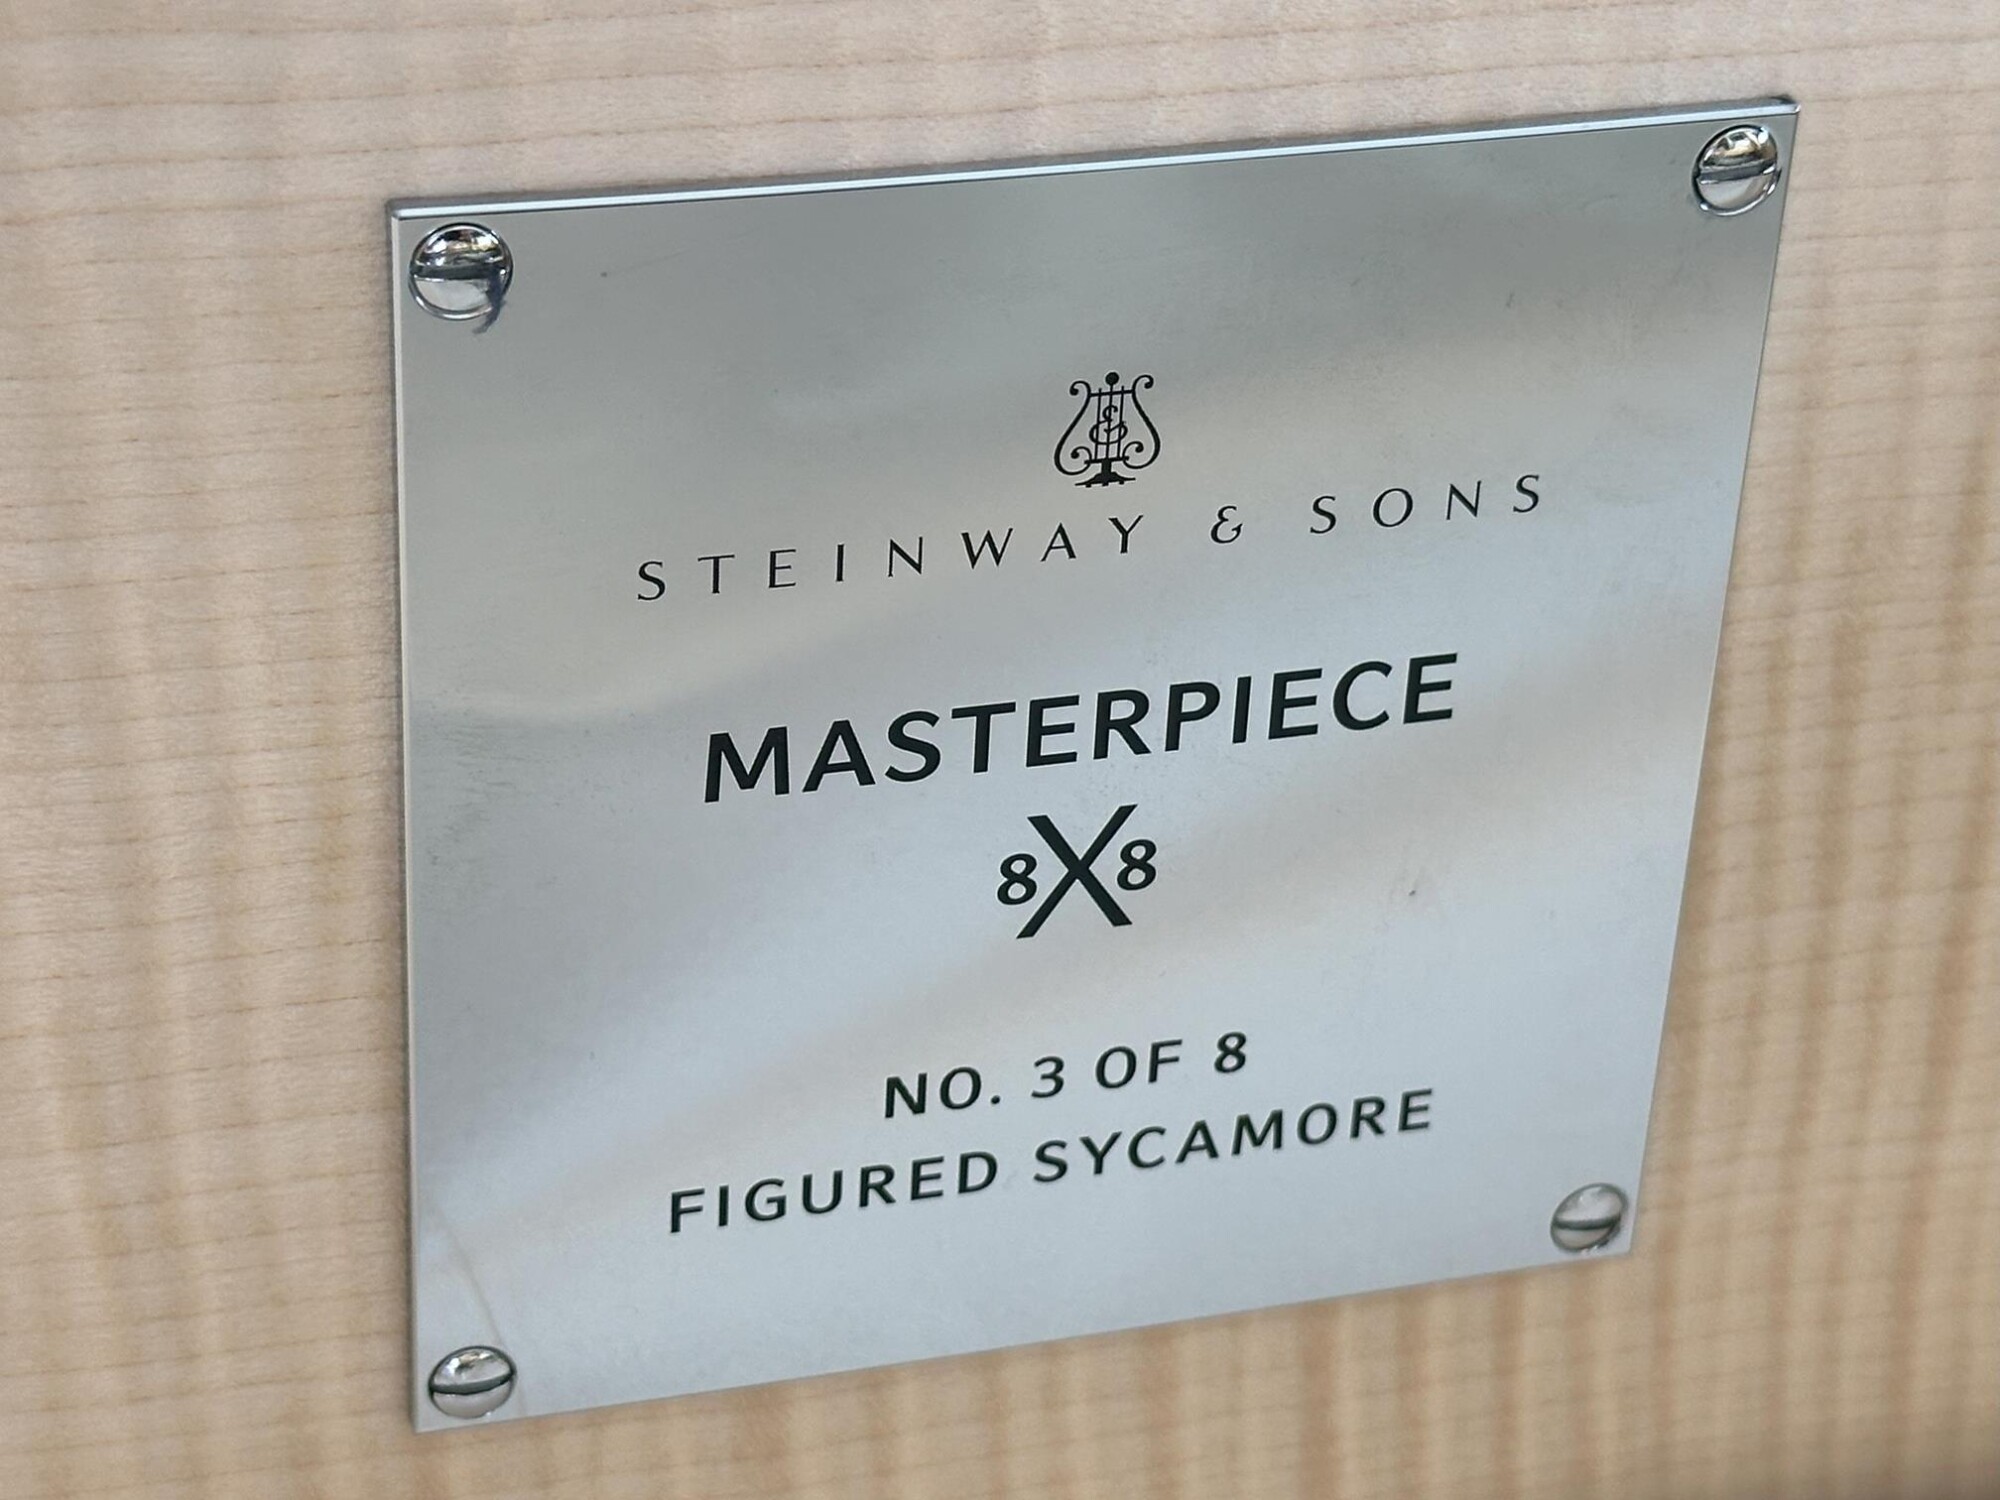 STEINWAY & SONS
MASTERPIECE
8X8
NO. 3 OF 8
FIGURED SYCAMORE